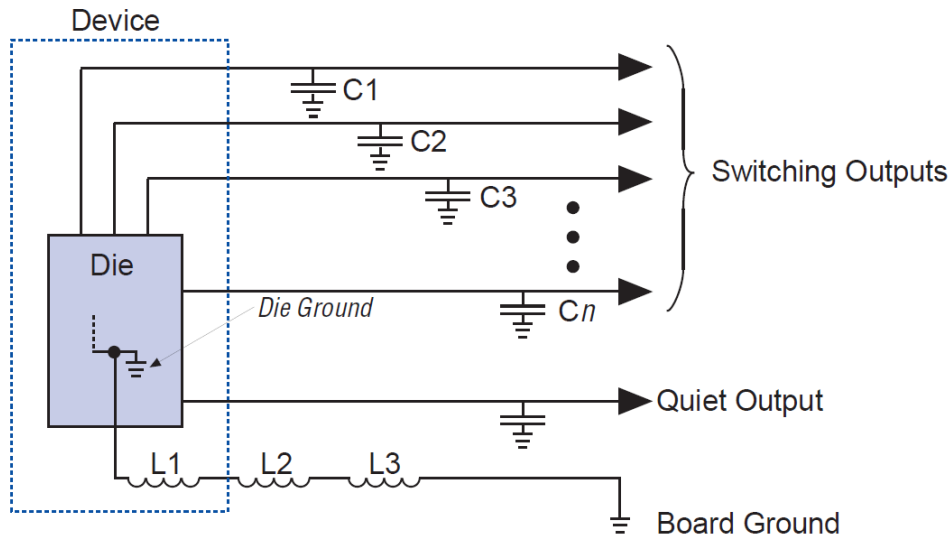 Device
C1
C2
Switching Outputs
C3
Die
Die Ground
Cn
Quiet Output
L1 L2 L3
Board Ground